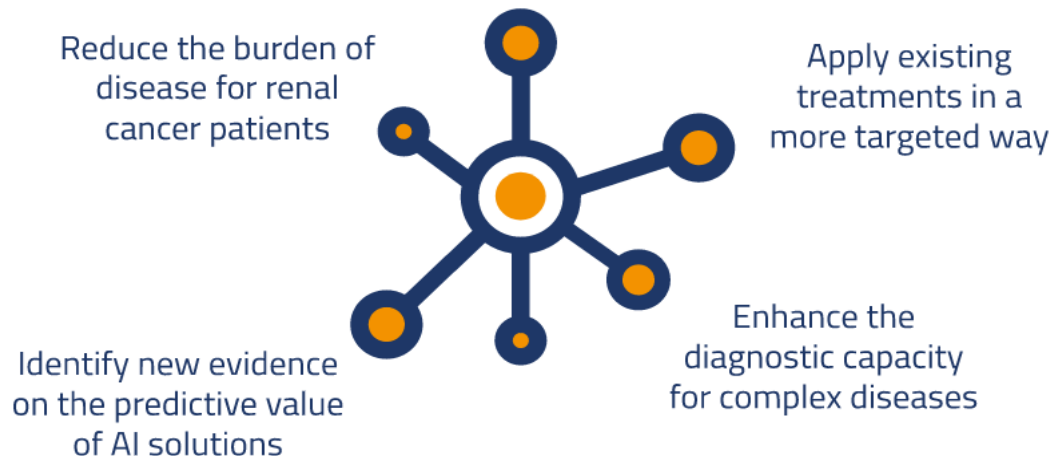 Reduce the burden of
disease for renal
cancer patients
Apply existing
treatments in a
more targeted way
Identify new evidence
on the predictive value
of AI solutions
Enhance the
diagnostic capacity
for complex diseases